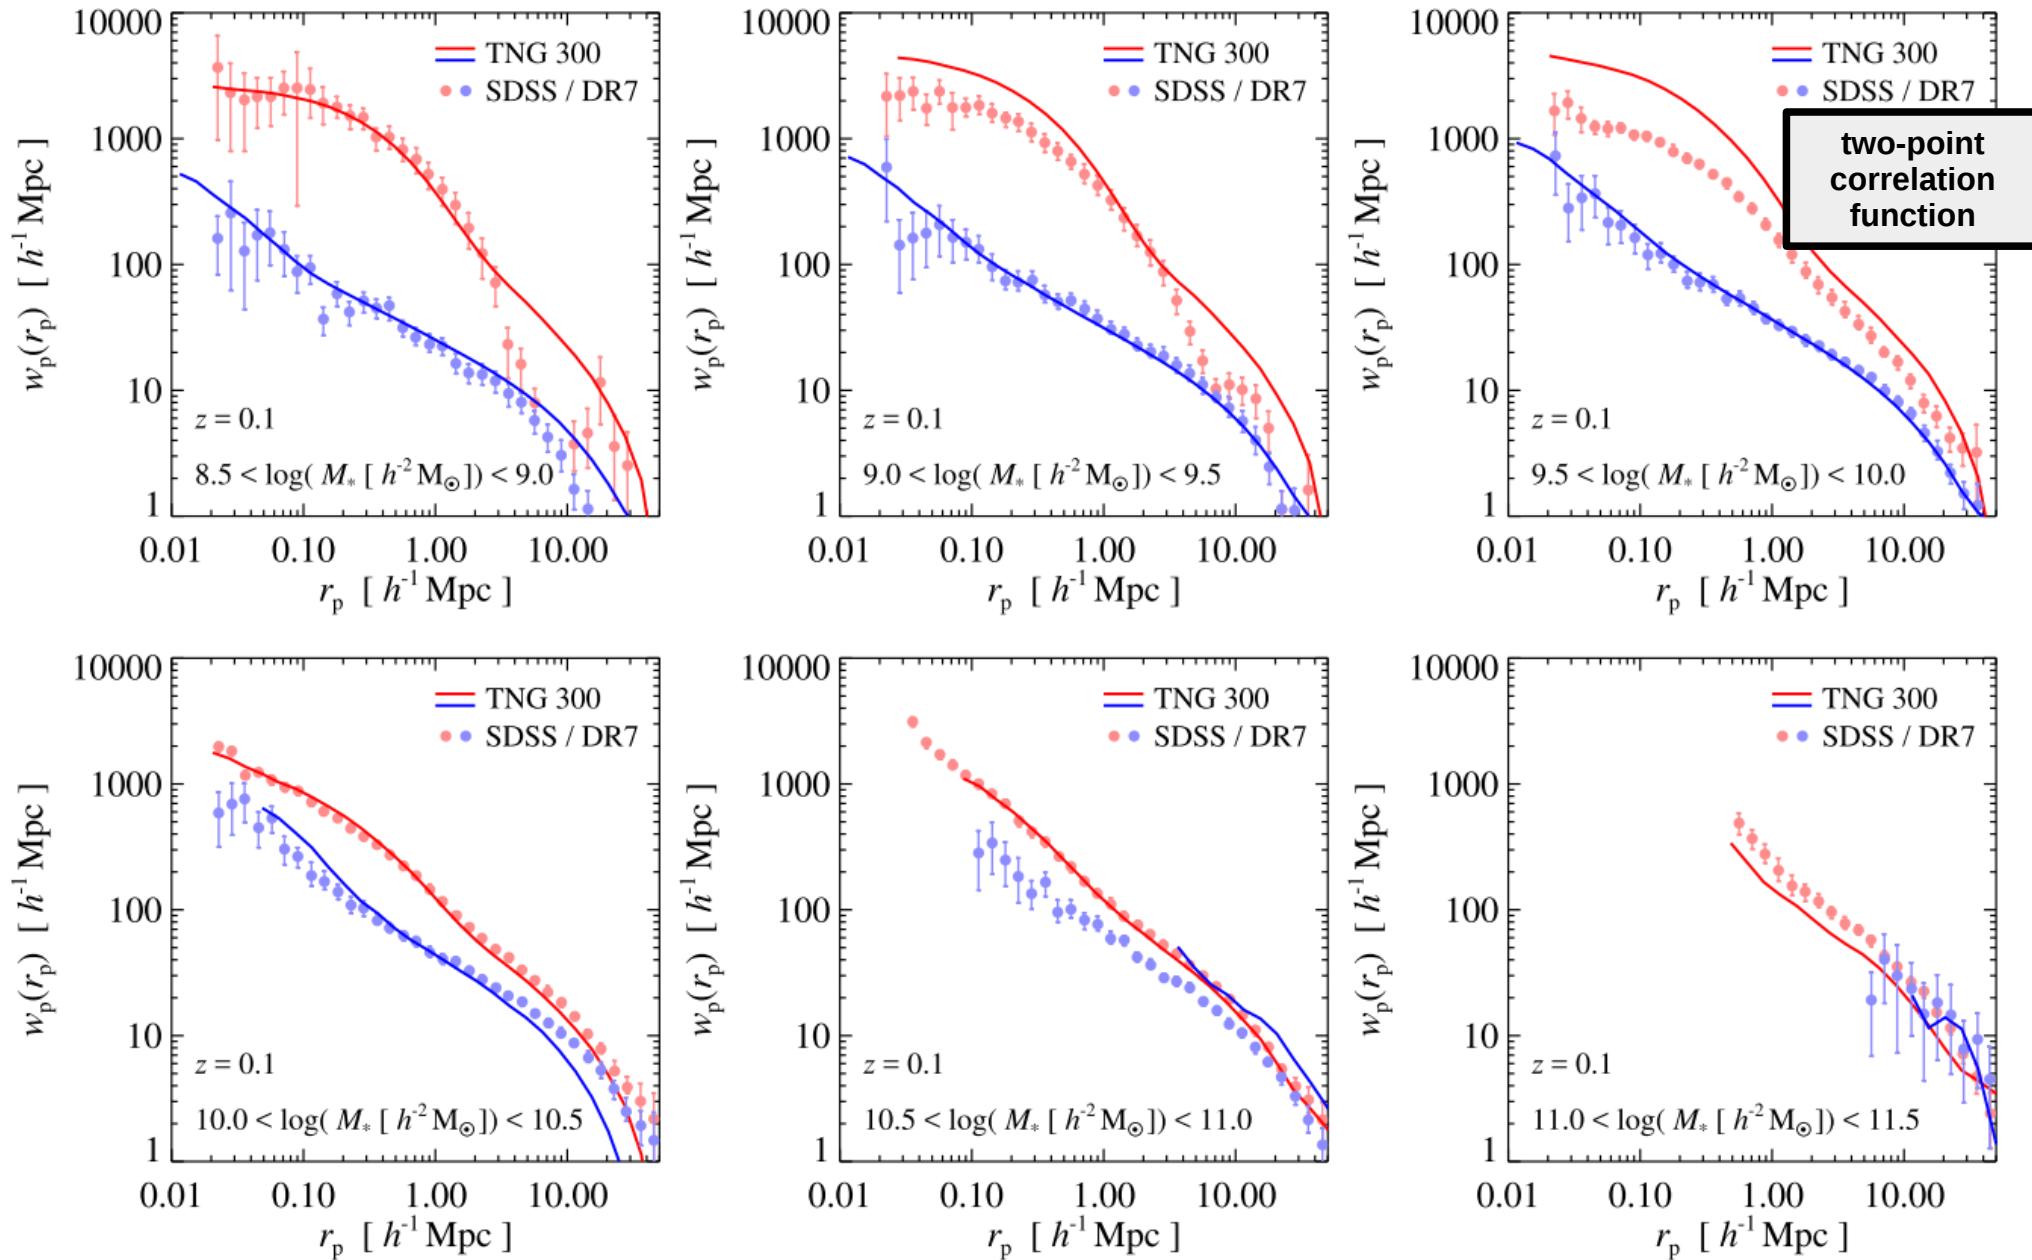 10000
1000
100
10
1
w_p(r_p) [ h^-1 Mpc ]
TNG 300
SDSS / DR7
z = 0.1
8.5 < log( M_* [ h^-2 M_⊙ ]) < 9.0
0.01 0.10 1.00 10.00
r_p [ h^-1 Mpc ]
10000
1000
100
10
1
w_p(r_p) [ h^-1 Mpc ]
TNG 300
SDSS / DR7
z = 0.1
9.0 < log( M_* [ h^-2 M_⊙ ]) < 9.5
0.01 0.10 1.00 10.00
r_p [ h^-1 Mpc ]
10000
1000
100
10
1
w_p(r_p) [ h^-1 Mpc ]
TNG 300
SDSS / DR7
two-point
correlation
function
z = 0.1
9.5 < log( M_* [ h^-2 M_⊙ ]) < 10.0
0.01 0.10 1.00 10.00
r_p [ h^-1 Mpc ]
10000
1000
100
10
1
w_p(r_p) [ h^-1 Mpc ]
TNG 300
SDSS / DR7
z = 0.1
10.0 < log( M_* [ h^-2 M_⊙ ]) < 10.5
0.01 0.10 1.00 10.00
r_p [ h^-1 Mpc ]
10000
1000
100
10
1
w_p(r_p) [ h^-1 Mpc ]
TNG 300
SDSS / DR7
z = 0.1
10.5 < log( M_* [ h^-2 M_⊙ ]) < 11.0
0.01 0.10 1.00 10.00
r_p [ h^-1 Mpc ]
10000
1000
100
10
1
w_p(r_p) [ h^-1 Mpc ]
TNG 300
SDSS / DR7
z = 0.1
11.0 < log( M_* [ h^-2 M_⊙ ]) < 11.5
0.01 0.10 1.00 10.00
r_p [ h^-1 Mpc ]